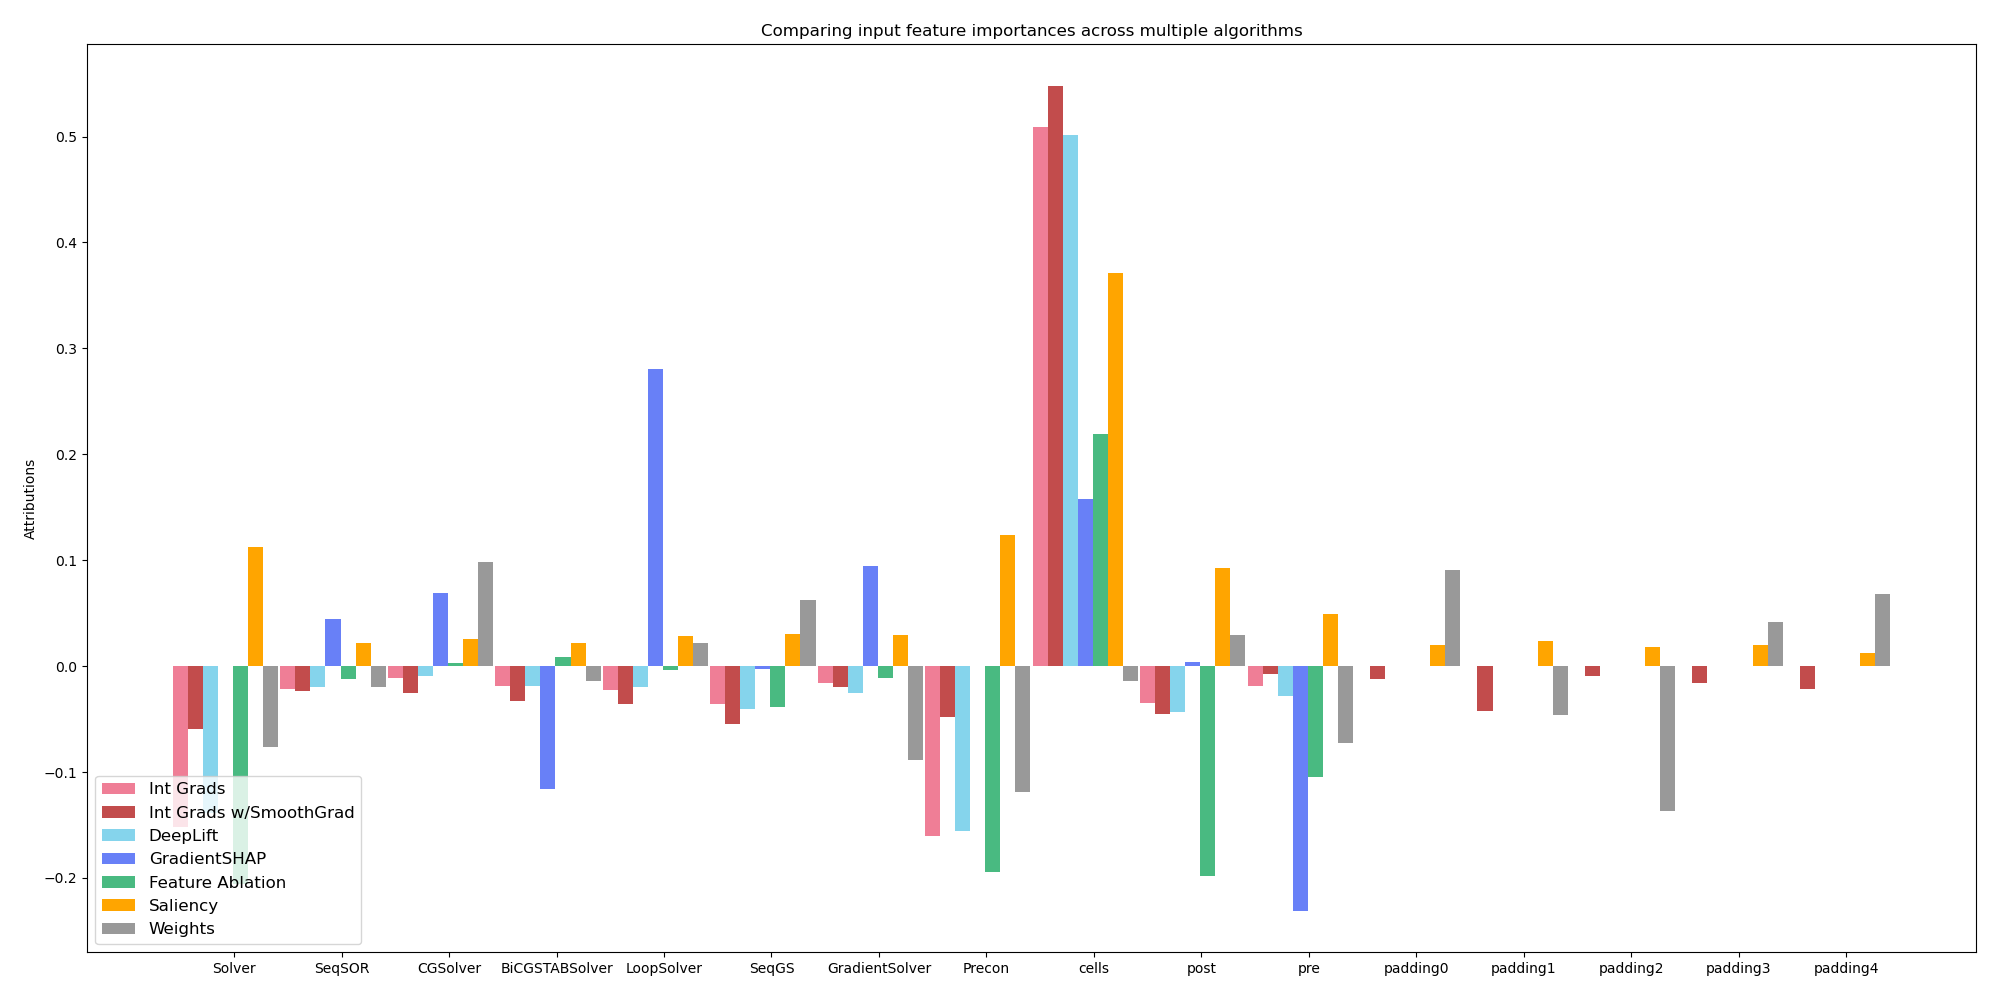 Comparing input feature importances across multiple algorithms
Attributions
0.5
0.4
0.3
0.2
0.1
0.0
−0.1
−0.2
Int Grads
Int Grads w/SmoothGrad
DeepLift
GradientSHAP
Feature Ablation
Saliency
Weights
Solver SeqSOR CGSolver BiCGSTABSolver LoopSolver SeqGS GradientSolver Precon cells post pre padding0 padding1 padding2 padding3 padding4